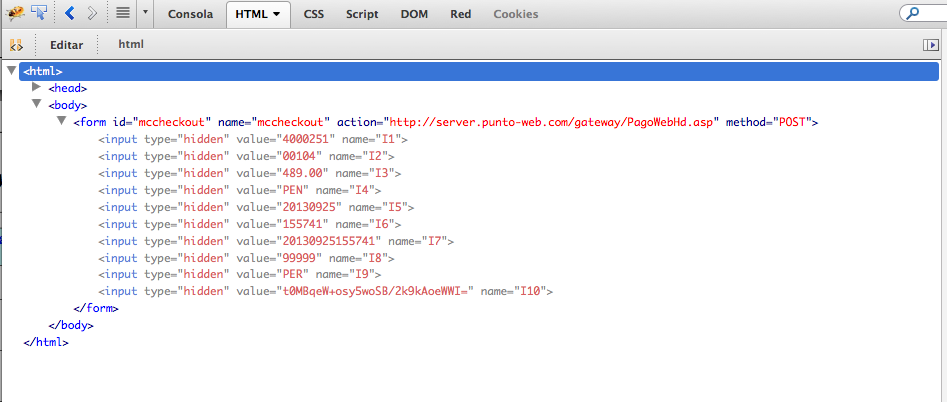 Consola HTML CSS Script DOM Red Cookies
Editar html
<html>
<head>
<body>
<form id="mccheckout" name="mccheckout" action="http://server.punto-web.com/gateway/PagoWebHd.asp" method="POST">
<input type="hidden" value="4000251" name="I1">
<input type="hidden" value="00104" name="I2">
<input type="hidden" value="489.00" name="I3">
<input type="hidden" value="PEN" name="I4">
<input type="hidden" value="20130925" name="I5">
<input type="hidden" value="155741" name="I6">
<input type="hidden" value="20130925155741" name="I7">
<input type="hidden" value="99999" name="I8">
<input type="hidden" value="PER" name="I9">
<input type="hidden" value="t0MBqeW+osy5woSB/2k9kAoeWWI=" name="I10">
</form>
</body>
</html>